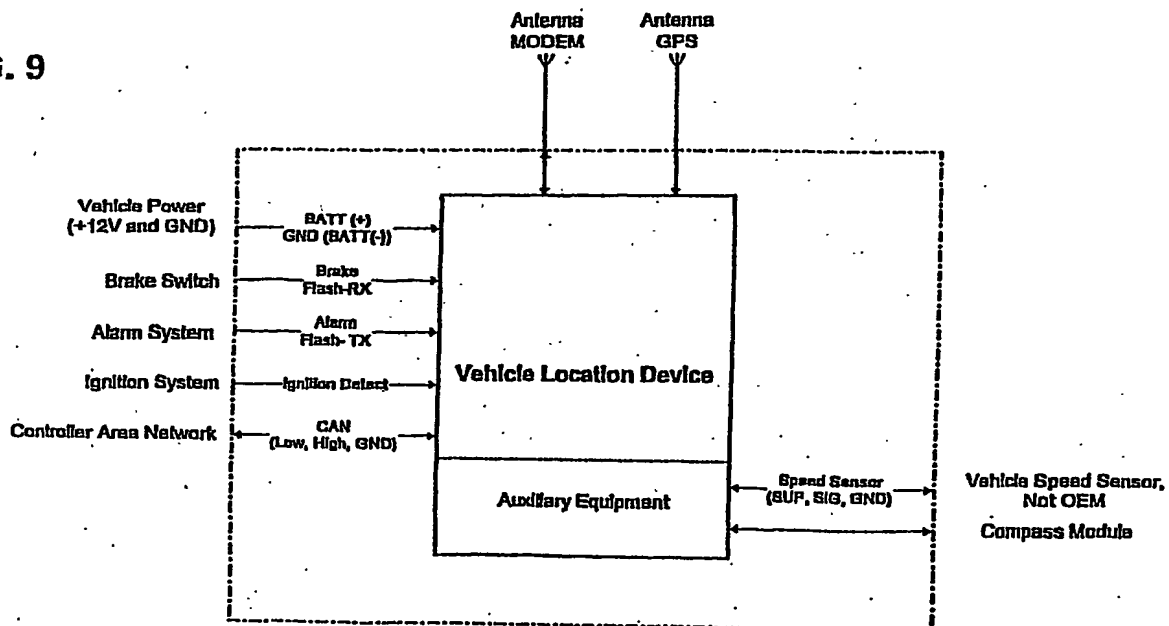 . 9
Antenna
MODEM
Antenna
GPS
Vehicle Power
(+12V and GND)
BATT (+)
GND (BATT(-))
Brake Switch
Brake
Flash-RX
Alarm System
Alarm
Flash-TX
Ignition System
Ignition Detect
Vehicle Location Device
Controller Area Network
CAN
(Low, High, GND)
Auxiliary Equipment
Speed Sensor
(SUP, SIG, GND)
Vehicle Speed Sensor,
Not OEM
Compass Module